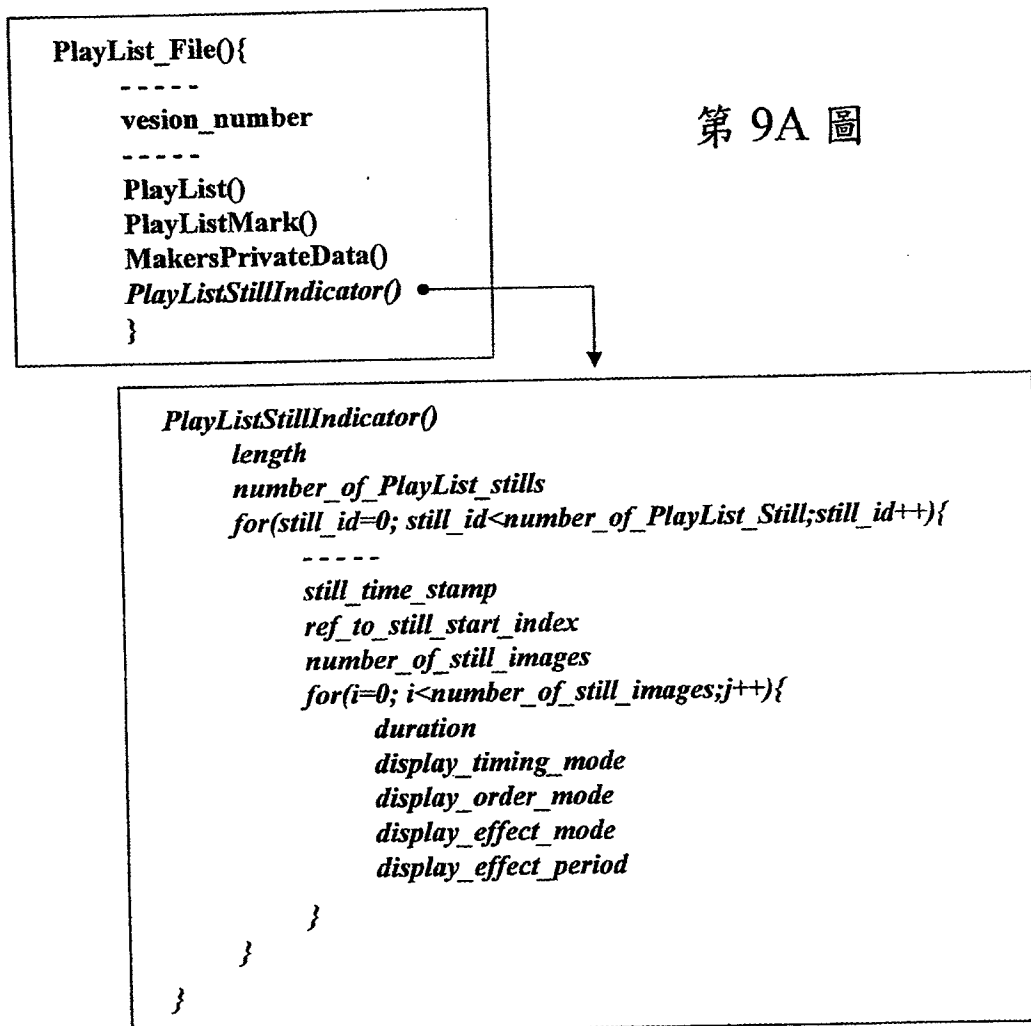 PlayList_File(){
- - - - -
vesion_number
- - - - -
PlayList()
PlayListMark()
MakersPrivateData()
PlayListStillIndicator()
}
第 9A 圖
PlayListStillIndicator()
length
number_of_PlayList_stills
for(still_id=0; still_id<number_of_PlayList_Still;still_id++){
- - - - -
still_time_stamp
ref_to_still_start_index
number_of_still_images
for(i=0; i<number_of_still_images;j++){
duration
display_timing_mode
display_order_mode
display_effect_mode
display_effect_period
}
}
}